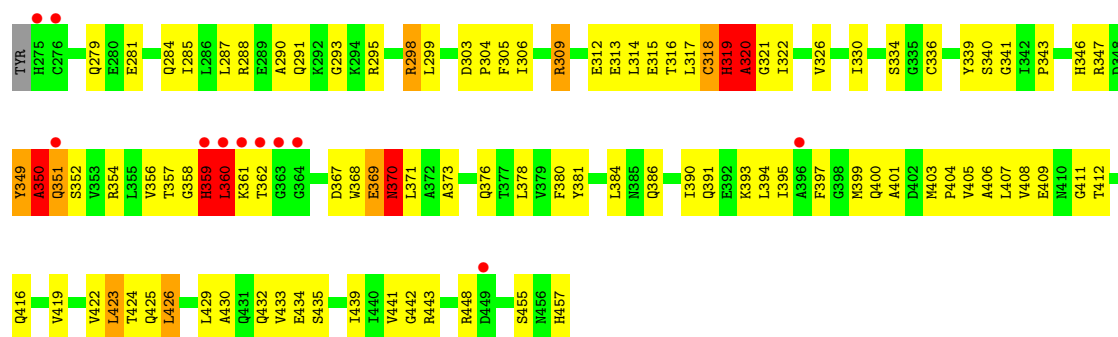 TYR H275 C276 Q279 E280 E281 Q284 I285 L286 L287 R288 E289 A290 Q291 K292 G293 K294 R295 R298 L299 D303 P304 F305 I306 R309 E312 E313 L314 E315 T316 L317 C318 H319 A320 G321 I322 V326 I330 S334 G335 C336 Y339 S340 G341 I342 P343 H346 R347 D348
Y349 A350 Q351 S352 V353 R354 L355 V356 T357 G358 H359 L360 K361 T362 G363 G364 D367 W368 E369 N370 L371 A372 A373 Q376 T377 L378 V379 F380 Y381 L384 N385 Q386 I390 Q391 E392 K393 L394 I395 A396 F397 G398 M399 Q400 A401 D402 M403 P404 V405 A406 L407 V408 E409 N410 G411 T412
Q416 V419 V422 L423 T424 Q425 L426 L429 A430 Q431 Q432 V433 E434 S435 I439 I440 V441 G442 R443 R448 D449 S455 N456 H457